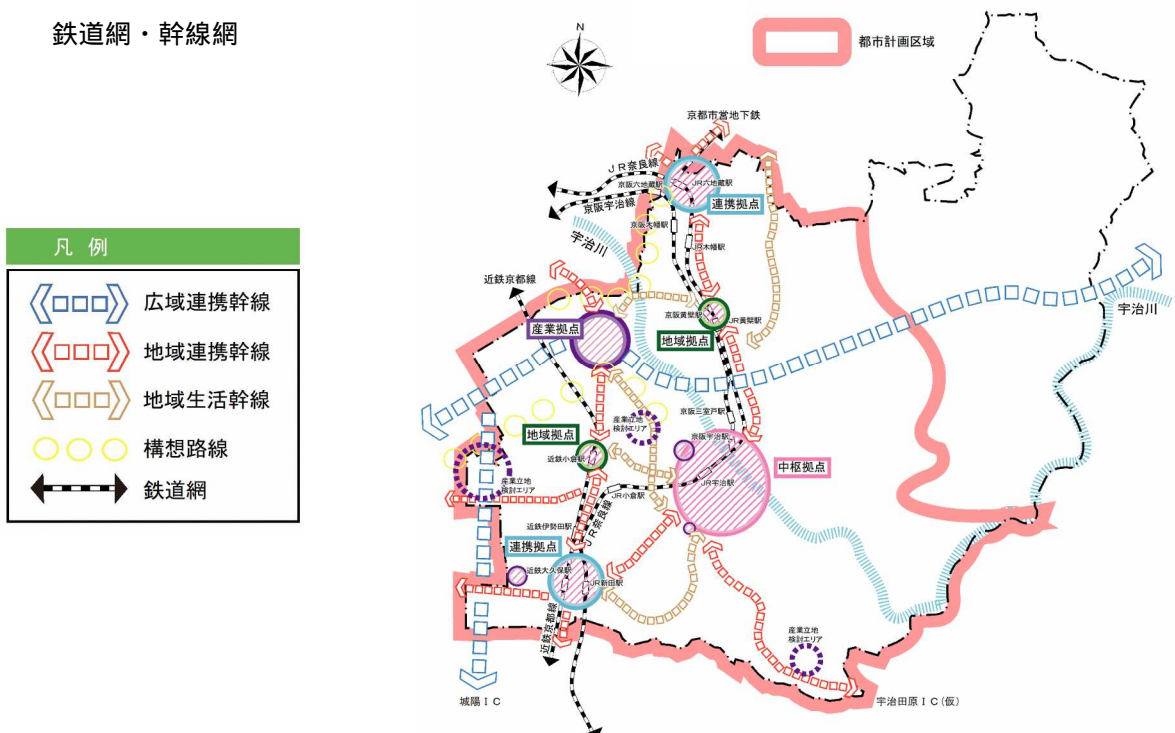 鉄道網・幹線網
N
都市計画区域
京都市営地下鉄
JR奈良線
京阪六地蔵駅
JR六地蔵駅
京阪宇治線
連携拠点
京阪木幡駅
宇治川
JR木幡駅
凡 例
近鉄京都線
広域連携幹線
宇治川
京阪黄檗駅
JR黄檗駅
産業拠点
地域拠点
地域連携幹線
地域生活幹線
京阪三室戸駅
産業立地
検討エリア
地域拠点
京阪宇治駅
構想路線
近鉄小倉駅
中枢拠点
産業立地
検討エリア
JR宇治駅
鉄道網
JR小倉駅
近鉄伊勢田駅
JR奈良線
連携拠点
近鉄大久保駅
JR新田駅
近鉄京都線
産業立地
検討エリア
城陽IC
宇治田原IC(仮)